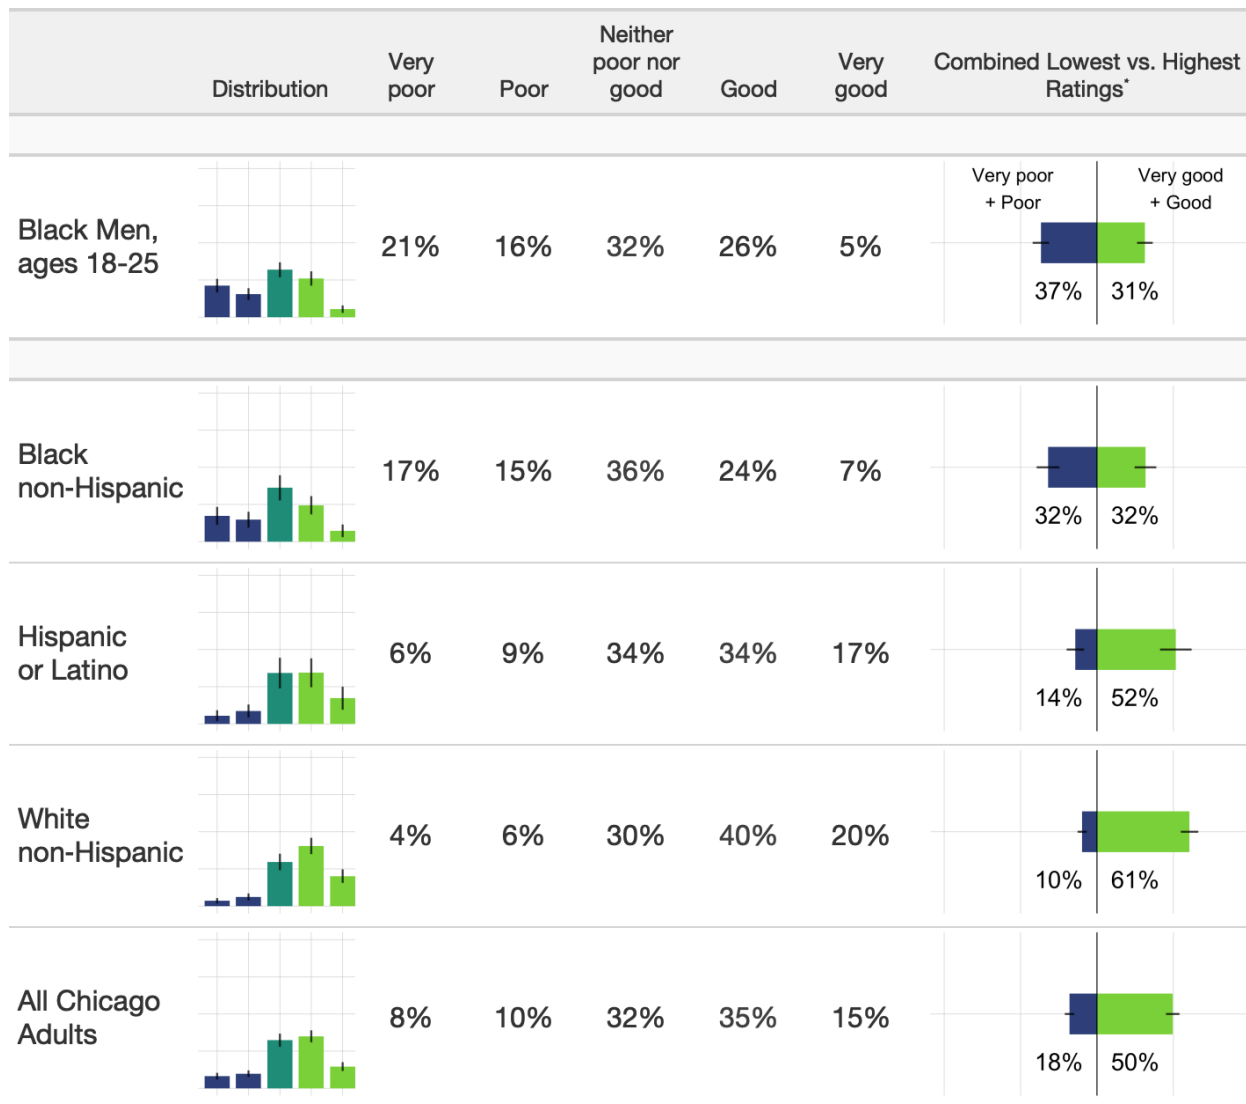 Distribution
Very
poor
Poor
Neither
poor nor
good
Good
Very
good
Combined Lowest vs. Highest
Ratings*
Black Men,
ages 18-25
21%
16%
32%
26%
5%
Very poor
+ Poor
Very good
+ Good
37%
31%
Black
non-Hispanic
17%
15%
36%
24%
7%
32%
32%
Hispanic
or Latino
6%
9%
34%
34%
17%
14%
52%
White
non-Hispanic
4%
6%
30%
40%
20%
10%
61%
All Chicago
Adults
8%
10%
32%
35%
15%
18%
50%